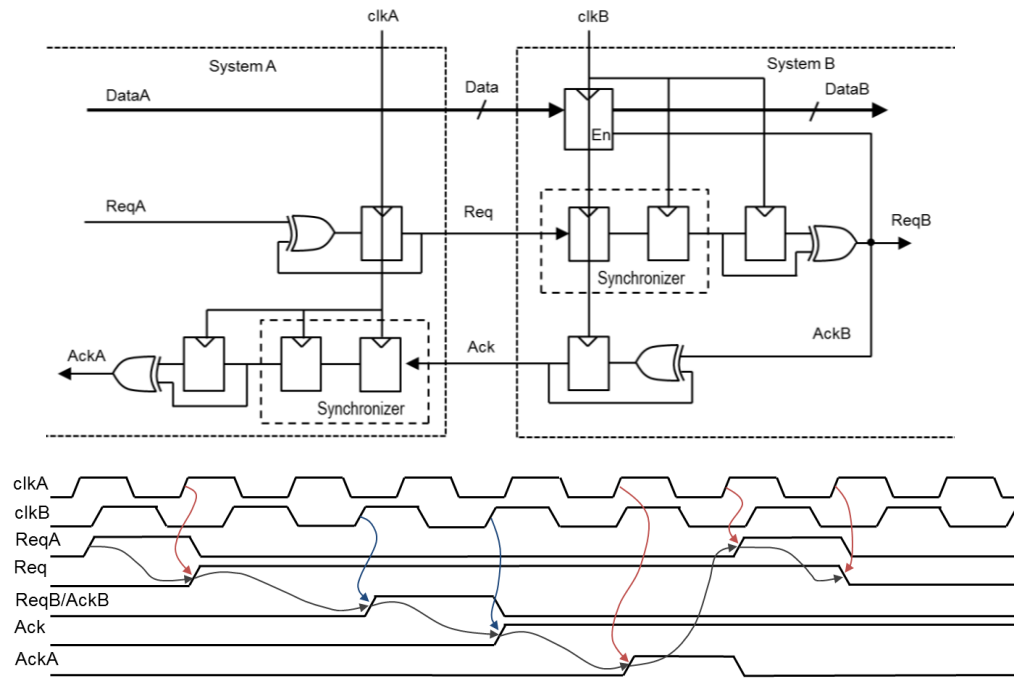 clkA
clkB
System A
System B
DataA
Data
DataB
En
ReqA
Req
ReqB
Synchronizer
AckA
Ack
AckB
Synchronizer
clkA
clkB
ReqA
Req
ReqB/AckB
Ack
AckA